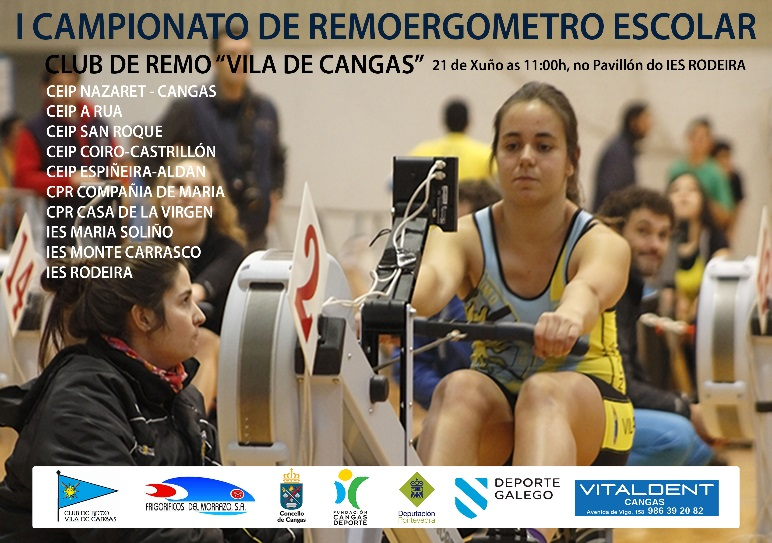 I CAMPIONATO DE REMOERGOMETRO ESCOLAR
CLUB DE REMO “VILA DE CANGAS” 21 de Xuño as 11:00h, no Pavillón do IES RODEIRA
CEIP NAZARET - CANGAS
CEIP A RUA
CEIP SAN ROQUE
CEIP COIRO-CASTRILLÓN
CEIP ESPIÑEIRA-ALDAN
CPR COMPAÑIA DE MARIA
CPR CASA DE LA VIRGEN
IES MARIA SOLIÑO
IES MONTE CARRASCO
IES RODEIRA
14
2
VILA
CLUB DE REMO
VILA DE CANGAS
FRIGORÍFICOS DEL MORRAZO, S.A.
Concello
de Cangas
FUNDACIÓN
CANGAS
DEPORTE
Deputación
Pontevedra
DEPORTE
GALEGO
VITALDENT
CANGAS
Avenida de Vigo, 158 986 39 20 82